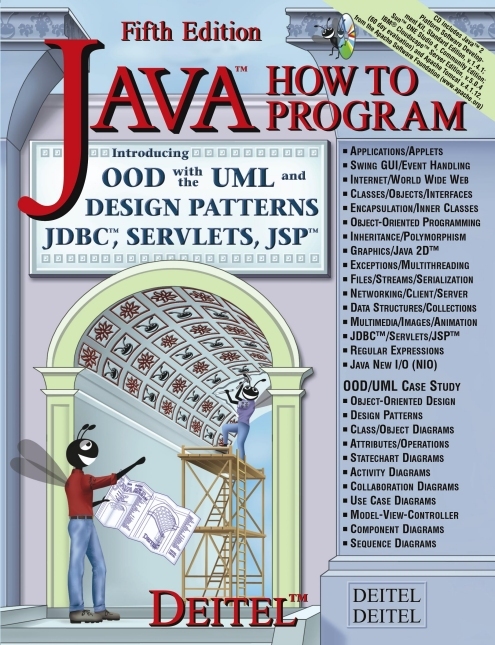 Fifth Edition
JAVA™ HOW TO
PROGRAM
CD includes Java™ 2
Introducing
OOD with the UML and
DESIGN PATTERNS
JDBC™, SERVLETS, JSP™
▪ APPLICATIONS/APPLETS
▪ SWING GUI/EVENT HANDLING
▪ INTERNET/WORLD WIDE WEB
▪ CLASSES/OBJECTS/INTERFACES
▪ ENCAPSULATION/INNER CLASSES
▪ OBJECT-ORIENTED PROGRAMMING
▪ INHERITANCE/POLYMORPHISM
▪ GRAPHICS/JAVA 2D™
▪ EXCEPTIONS/MULTITHREADING
▪ FILES/STREAMS/SERIALIZATION
▪ NETWORKING/CLIENT/SERVER
▪ DATA STRUCTURES/COLLECTIONS
▪ MULTIMEDIA/IMAGES/ANIMATION
▪ JDBC™/SERVLETS/JSP™
▪ REGULAR EXPRESSIONS
▪ JAVA NEW I/O (NIO)
OOD/UML CASE STUDY
▪ OBJECT-ORIENTED DESIGN
▪ DESIGN PATTERNS
▪ CLASS/OBJECT DIAGRAMS
▪ ATTRIBUTES/OPERATIONS
▪ STATECHART DIAGRAMS
▪ ACTIVITY DIAGRAMS
▪ COLLABORATION DIAGRAMS
▪ USE CASE DIAGRAMS
▪ MODEL-VIEW-CONTROLLER
▪ COMPONENT DIAGRAMS
▪ SEQUENCE DIAGRAMS
DEITEL™
DEITEL
DEITEL